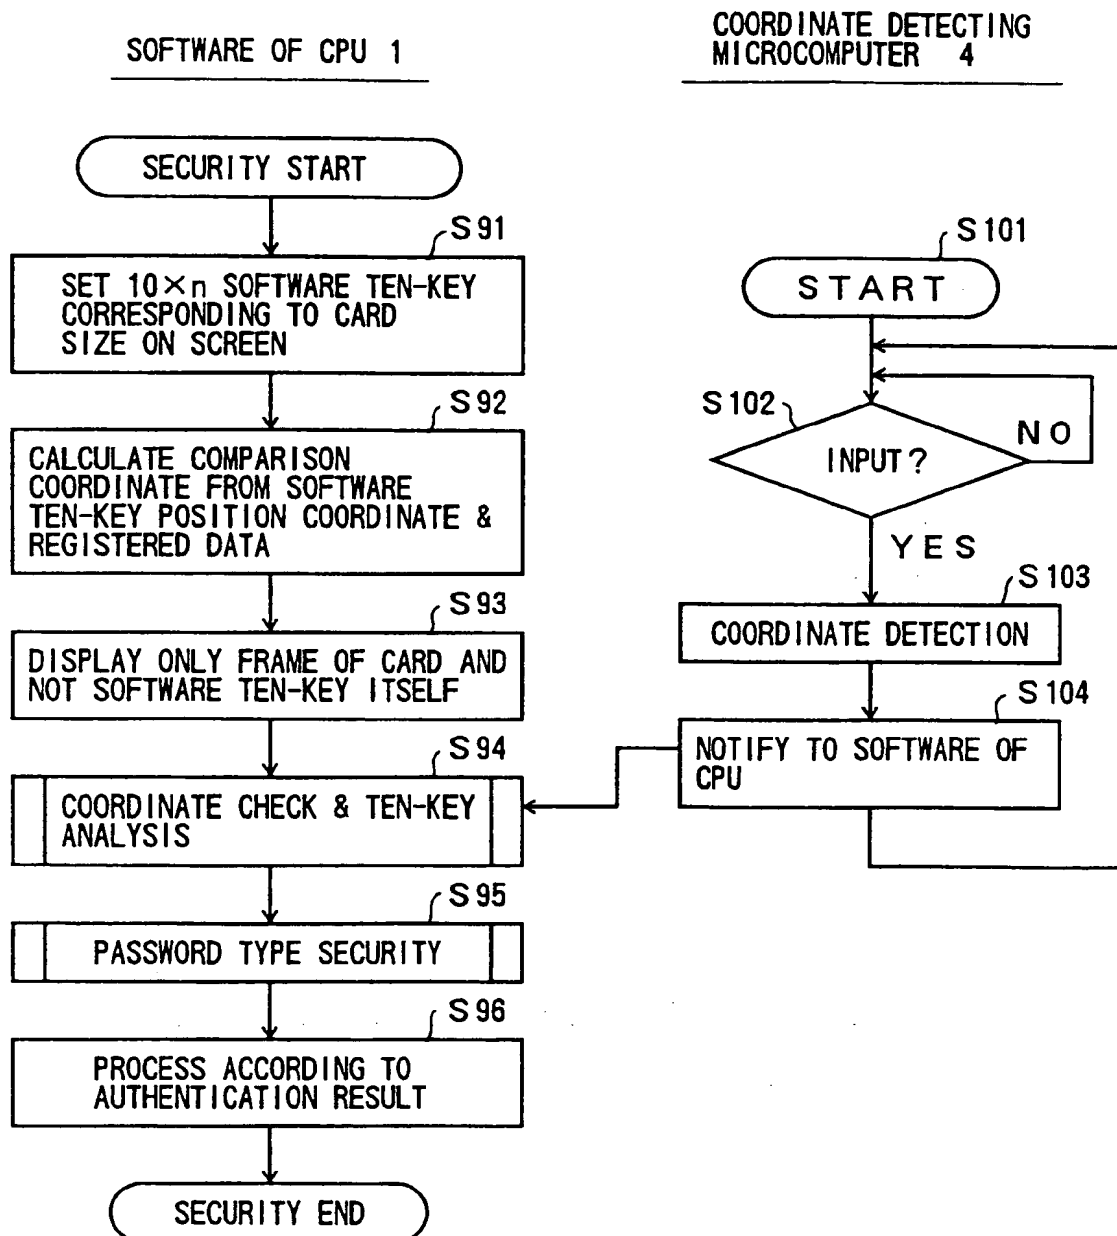 SOFTWARE OF CPU 1
SECURITY START
S91
SET 10×n SOFTWARE TEN-KEY
CORRESPONDING TO CARD
SIZE ON SCREEN
S92
CALCULATE COMPARISON
COORDINATE FROM SOFTWARE
TEN-KEY POSITION COORDINATE &
REGISTERED DATA
S93
DISPLAY ONLY FRAME OF CARD AND
NOT SOFTWARE TEN-KEY ITSELF
S94
COORDINATE CHECK & TEN-KEY
ANALYSIS
S95
PASSWORD TYPE SECURITY
S96
PROCESS ACCORDING TO
AUTHENTICATION RESULT
SECURITY END
COORDINATE DETECTING
MICROCOMPUTER 4
S101
START
S102
INPUT?
NO
YES
S103
COORDINATE DETECTION
S104
NOTIFY TO SOFTWARE OF
CPU